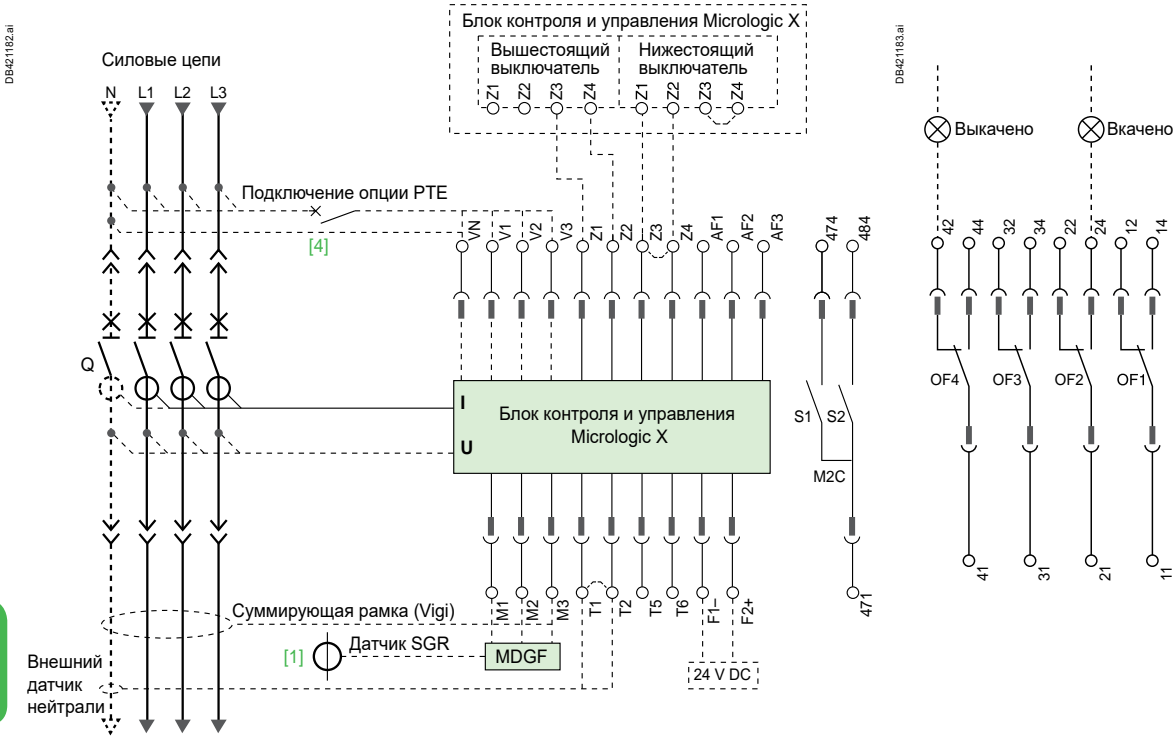 DB421182.ai
DB421183.ai
Блок контроля и управления Micrologic X
Вышестоящий
выключатель
Нижестоящий
выключатель
Z1 Z2 Z3 Z4 Z1 Z2 Z3 Z4
Силовые цепи
N L1 L2 L3
Выкачено
Вкачено
Подключение опции PTE
[4]
VN V1 V2 V3 Z1 Z2 Z3 Z4 AF1 AF2 AF3
474 484
42 44 32 34 22 24 12 14
Q
I
U
Блок контроля и управления
Micrologic X
S1 S2
M2C
OF4 OF3 OF2 OF1
M1 M2 M3 T1 T2 T5 T6 F1– F2+
471
41 31 21 11
Суммирующая рамка (Vigi)
[1]
Датчик SGR
MDGF
24 V DC
Внешний
датчик
нейтрали